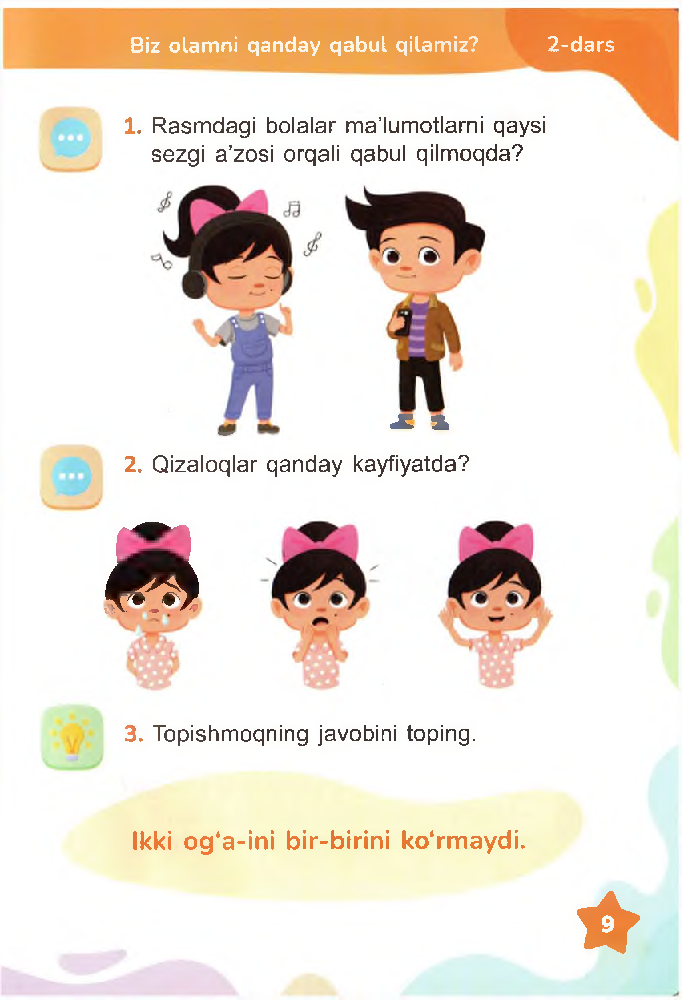 Biz olamni qanday qabul qilamiz?
2-dars
1. Rasmdagi bolalar ma’lumotlarni qaysi
sezgi a’zosi orqali qabul qilmoqda?
2. Qizaloqlar qanday kayfiyatda?
3. Topishmoqning javobini toping.
Ikki og‘a-ini bir-birini ko‘rmaydi.
9